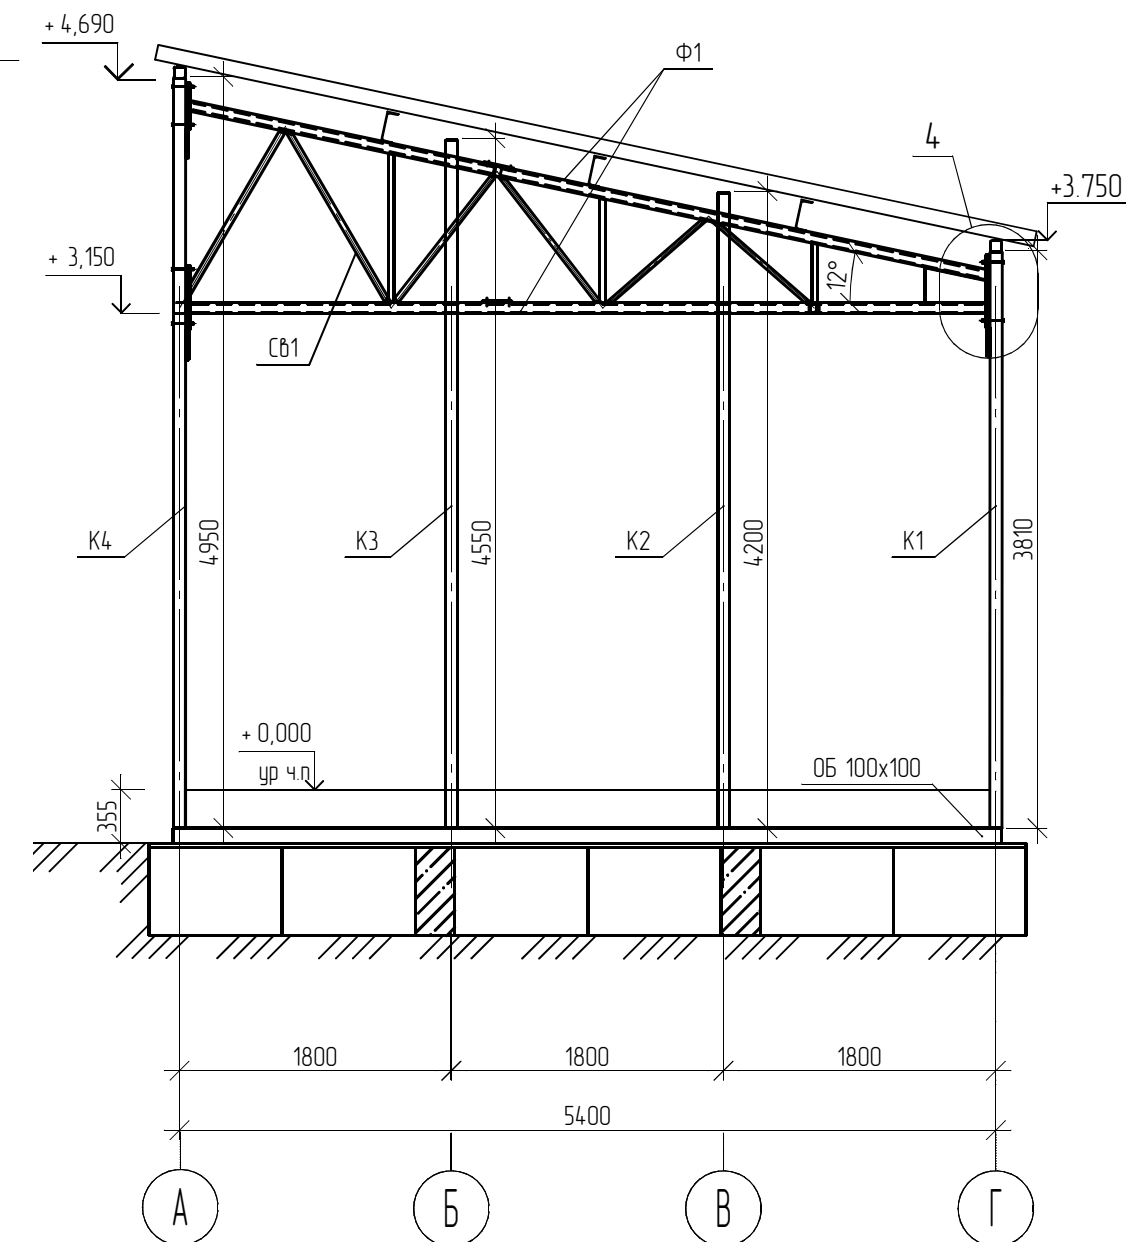 + 4,690
Ф1
4
+3.750
+ 3,150
12°
Св1
К4
4950
К3
4550
К2
4200
К1
3810
+ 0,000
ур ч.п
ОБ 100х100
355
1800
1800
1800
5400
А
Б
В
Г